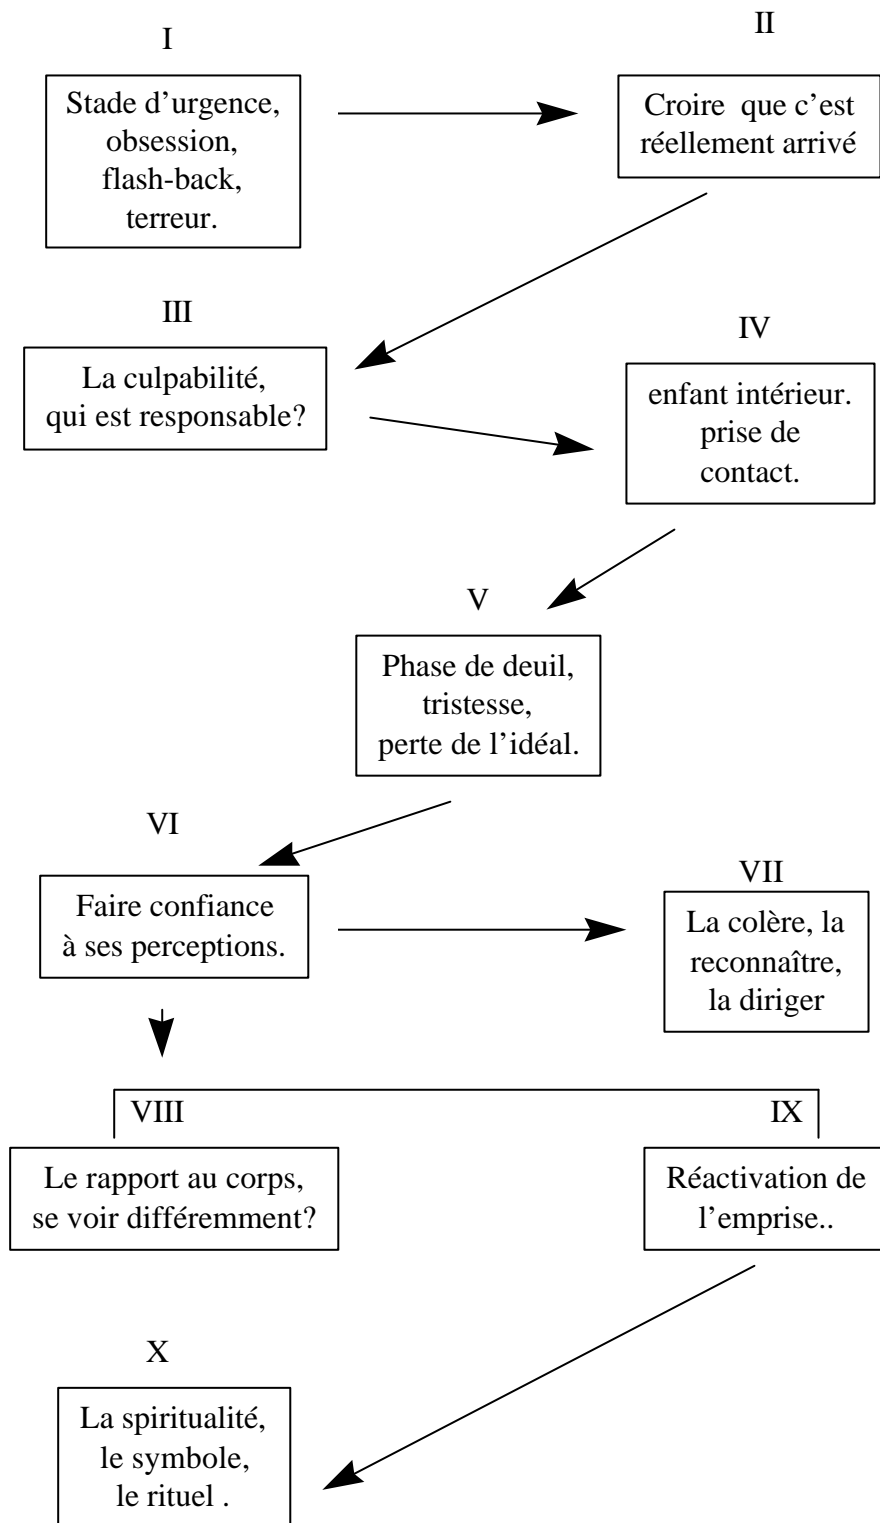 I
II
Stade d’urgence,
obsession,
flash-back,
terreur.
Croire  que c’est
réellement arrivé
III
IV
La culpabilité,
qui est responsable?
enfant intérieur.
prise de
contact.
V
Phase de deuil,
tristesse,
perte de l’idéal.
VI
VII
Faire confiance
à ses perceptions.
La colère, la
reconnaître,
la diriger
VIII
IX
Le rapport au corps,
se voir différemment?
Réactivation de
l’emprise..
X
La spiritualité,
le symbole,
le rituel .